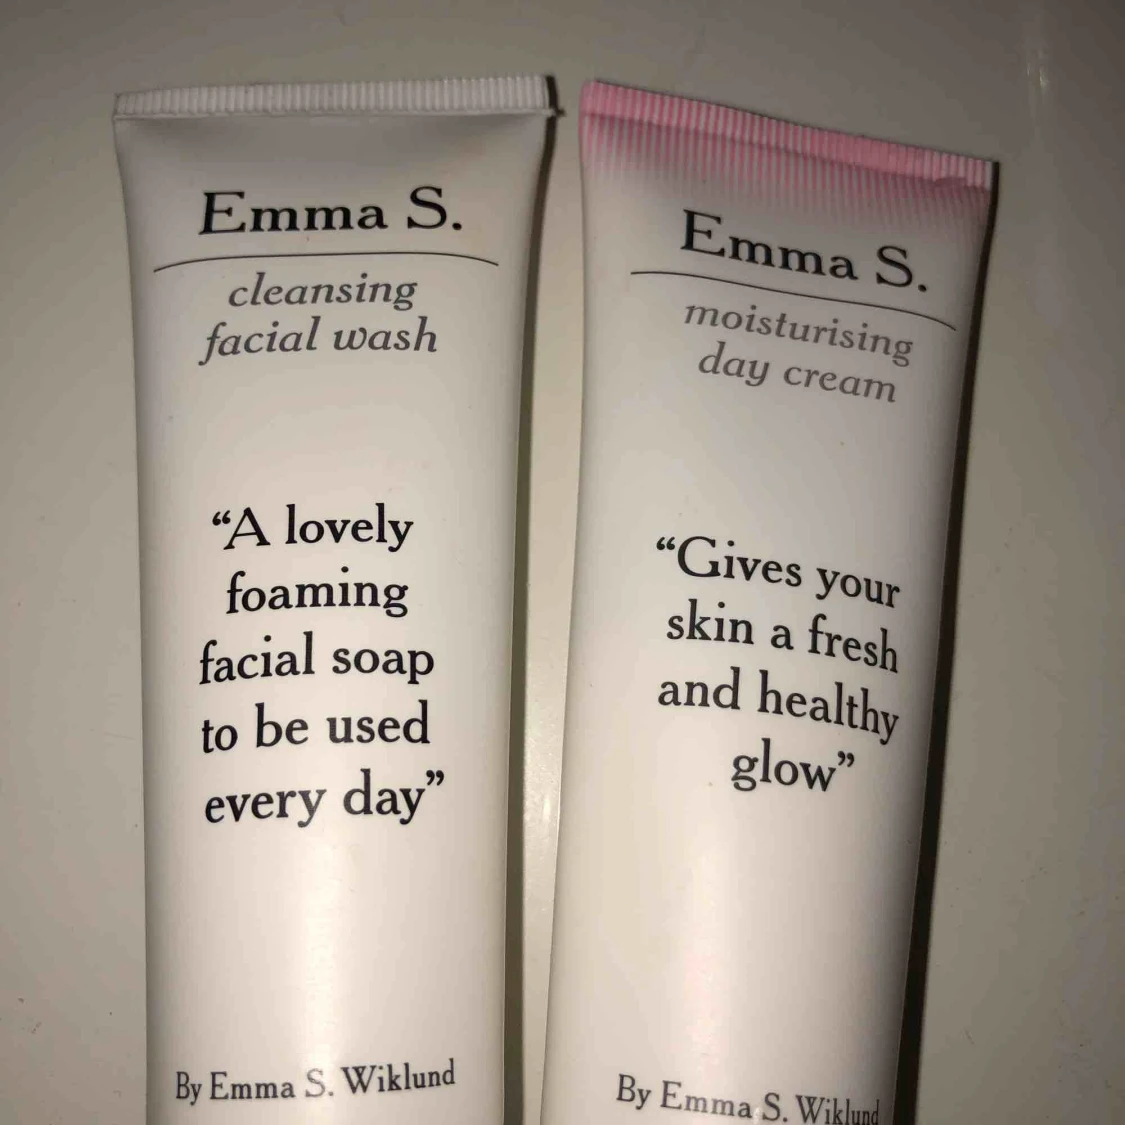 Emma S.
cleansing
facial wash
“A lovely
foaming
facial soap
to be used
every day”
By Emma S. Wiklund
Emma S.
moisturising
day cream
“Gives your
skin a fresh
and healthy
glow”
By Emma S. Wiklund